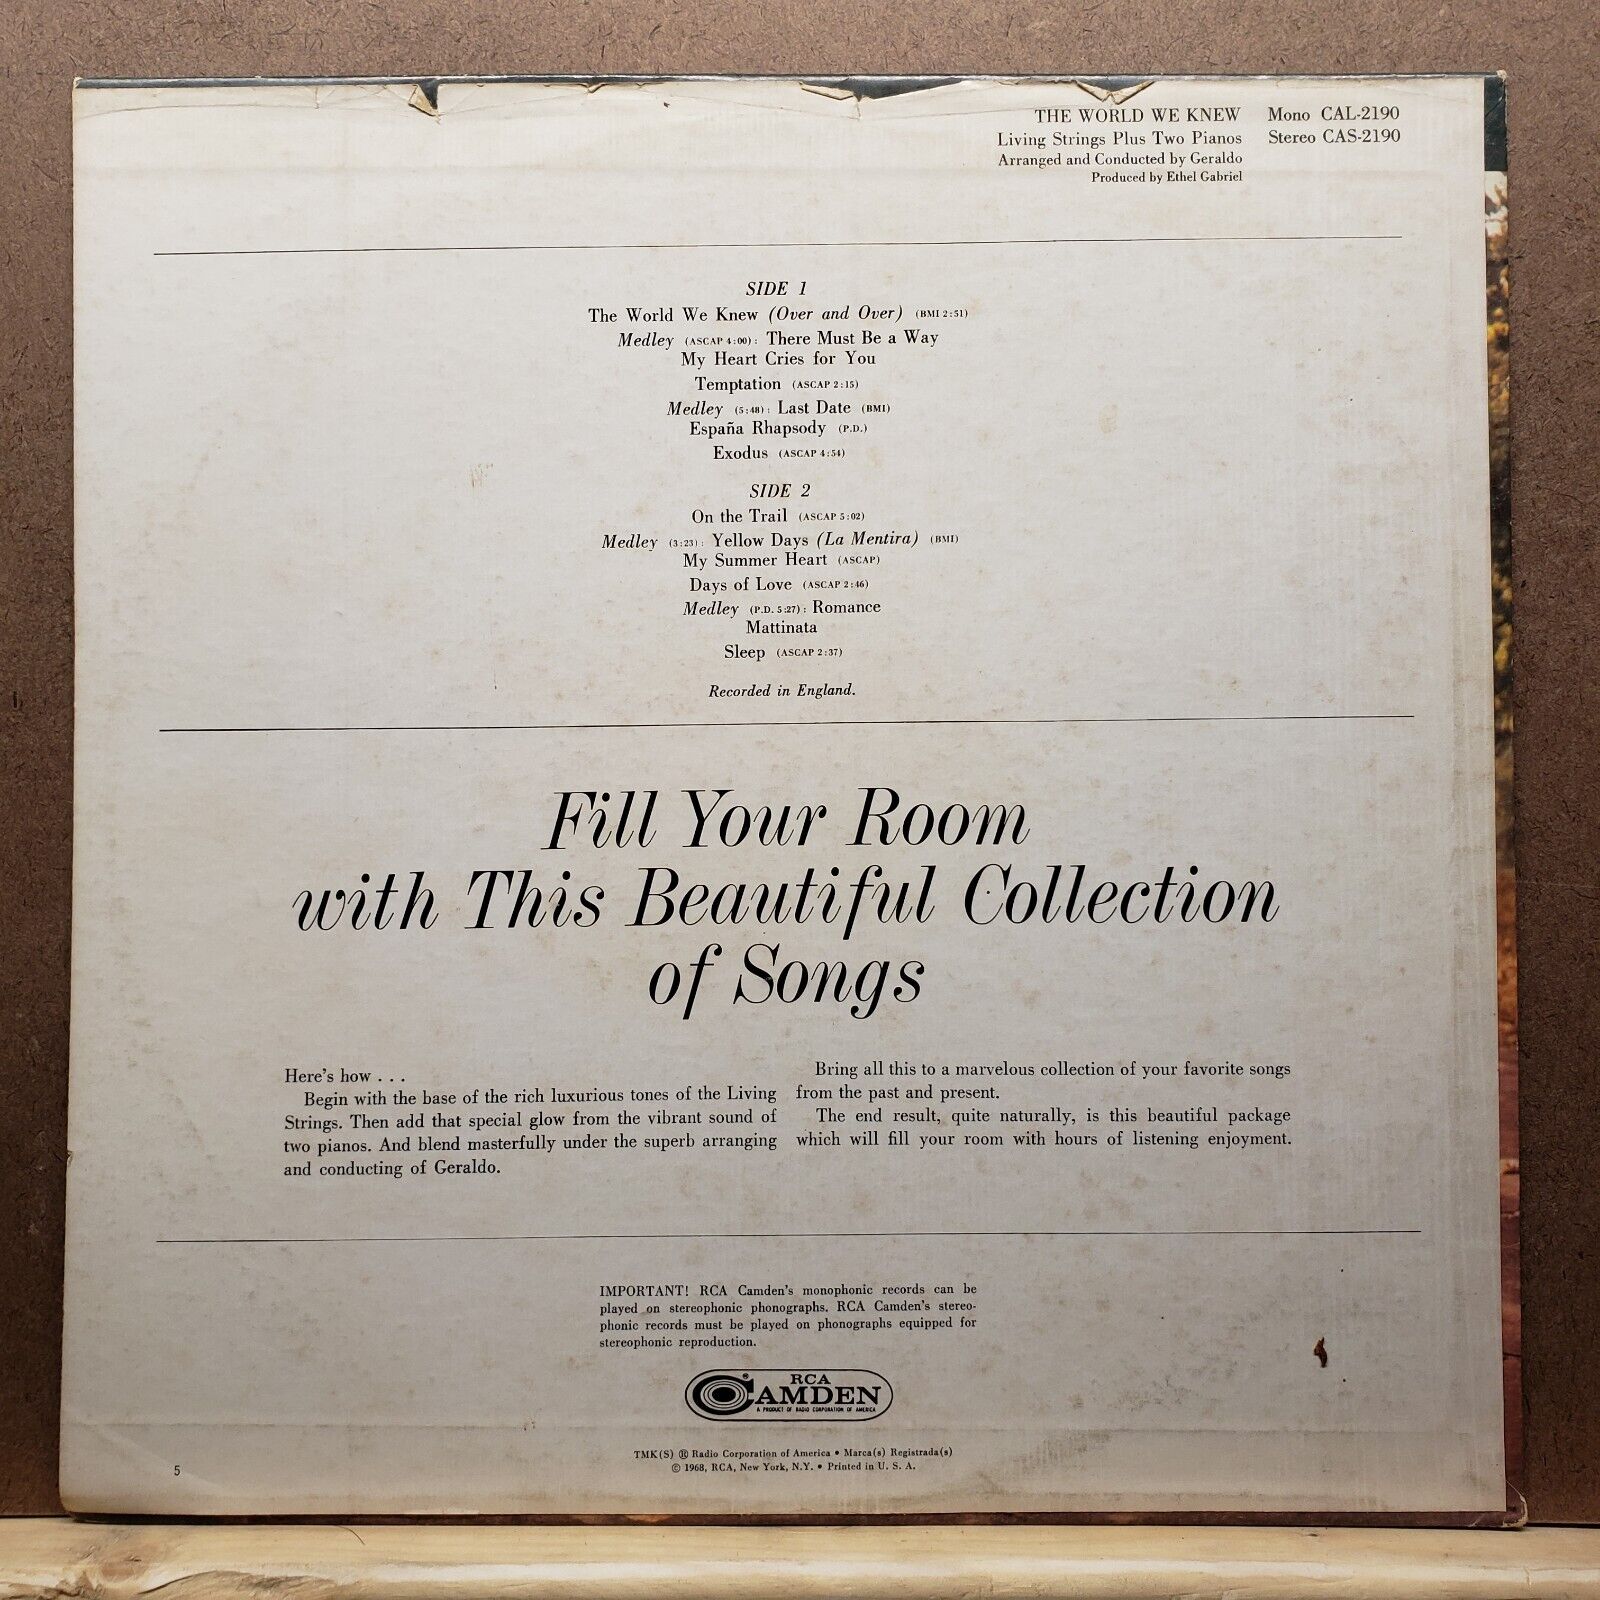 THE WORLD WE KNEW Mono CAL-2190
Living Strings Plus Two Pianos Stereo CAS-2190
Arranged and Conducted by Geraldo
Produced by Ethel Gabriel
SIDE 1
The World We Knew (Over and Over) (BMI 2:51)
Medley (ASCAP 4:00): There Must Be a Way
My Heart Cries for You
Temptation (ASCAP 2:15)
Medley (5:48): Last Date (BMI)
España Rhapsody (P.D.)
Exodus (ASCAP 4:54)
SIDE 2
On the Trail (ASCAP 5:02)
Medley (3:23): Yellow Days (La Mentira) (BMI)
My Summer Heart (ASCAP)
Days of Love (ASCAP 2:46)
Medley (P.D. 5:27): Romance
Mattinata
Sleep (ASCAP 2:37)
Recorded in England.
Fill Your Room
with This Beautiful Collection
of Songs
Here's how . . .
Begin with the base of the rich luxurious tones of the Living
Strings. Then add that special glow from the vibrant sound of
two pianos. And blend masterfully under the superb arranging
and conducting of Geraldo.
Bring all this to a marvelous collection of your favorite songs
from the past and present.
The end result, quite naturally, is this beautiful package
which will fill your room with hours of listening enjoyment.
IMPORTANT! RCA Camden's monophonic records can be
played on stereophonic phonographs. RCA Camden's stereo-
phonic records must be played on phonographs equipped for
stereophonic reproduction.
RCA
CAMDEN ®
A PRODUCT OF RADIO CORPORATION OF AMERICA
TMK(S) ® Radio Corporation of America • Marca(s) Registrada(s)
© 1968, RCA, New York, N.Y. • Printed in U. S. A.
5